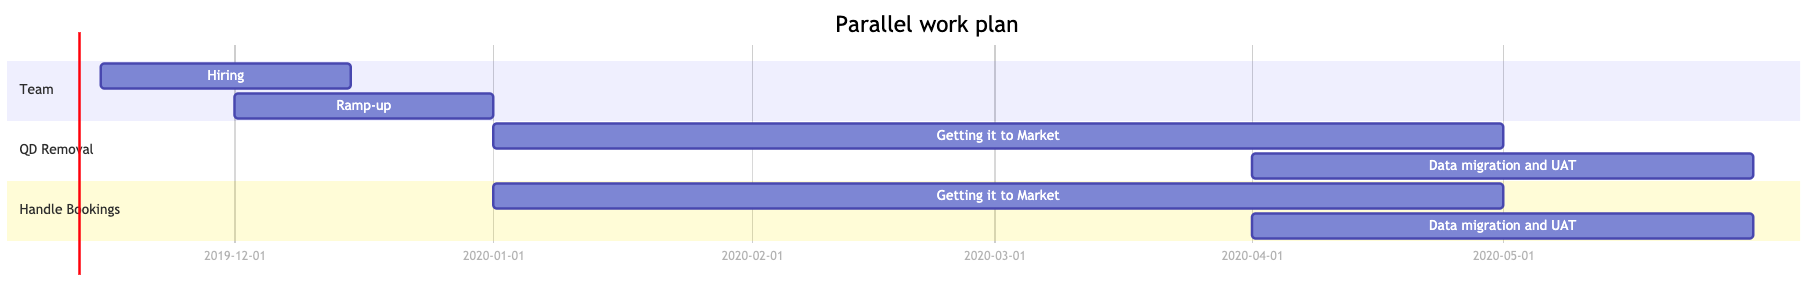 Parallel work plan
Team
Hiring
Ramp-up
QD Removal
Getting it to Market
Data migration and UAT
Handle Bookings
Getting it to Market
Data migration and UAT
2019-12-01 2020-01-01 2020-02-01 2020-03-01 2020-04-01 2020-05-01